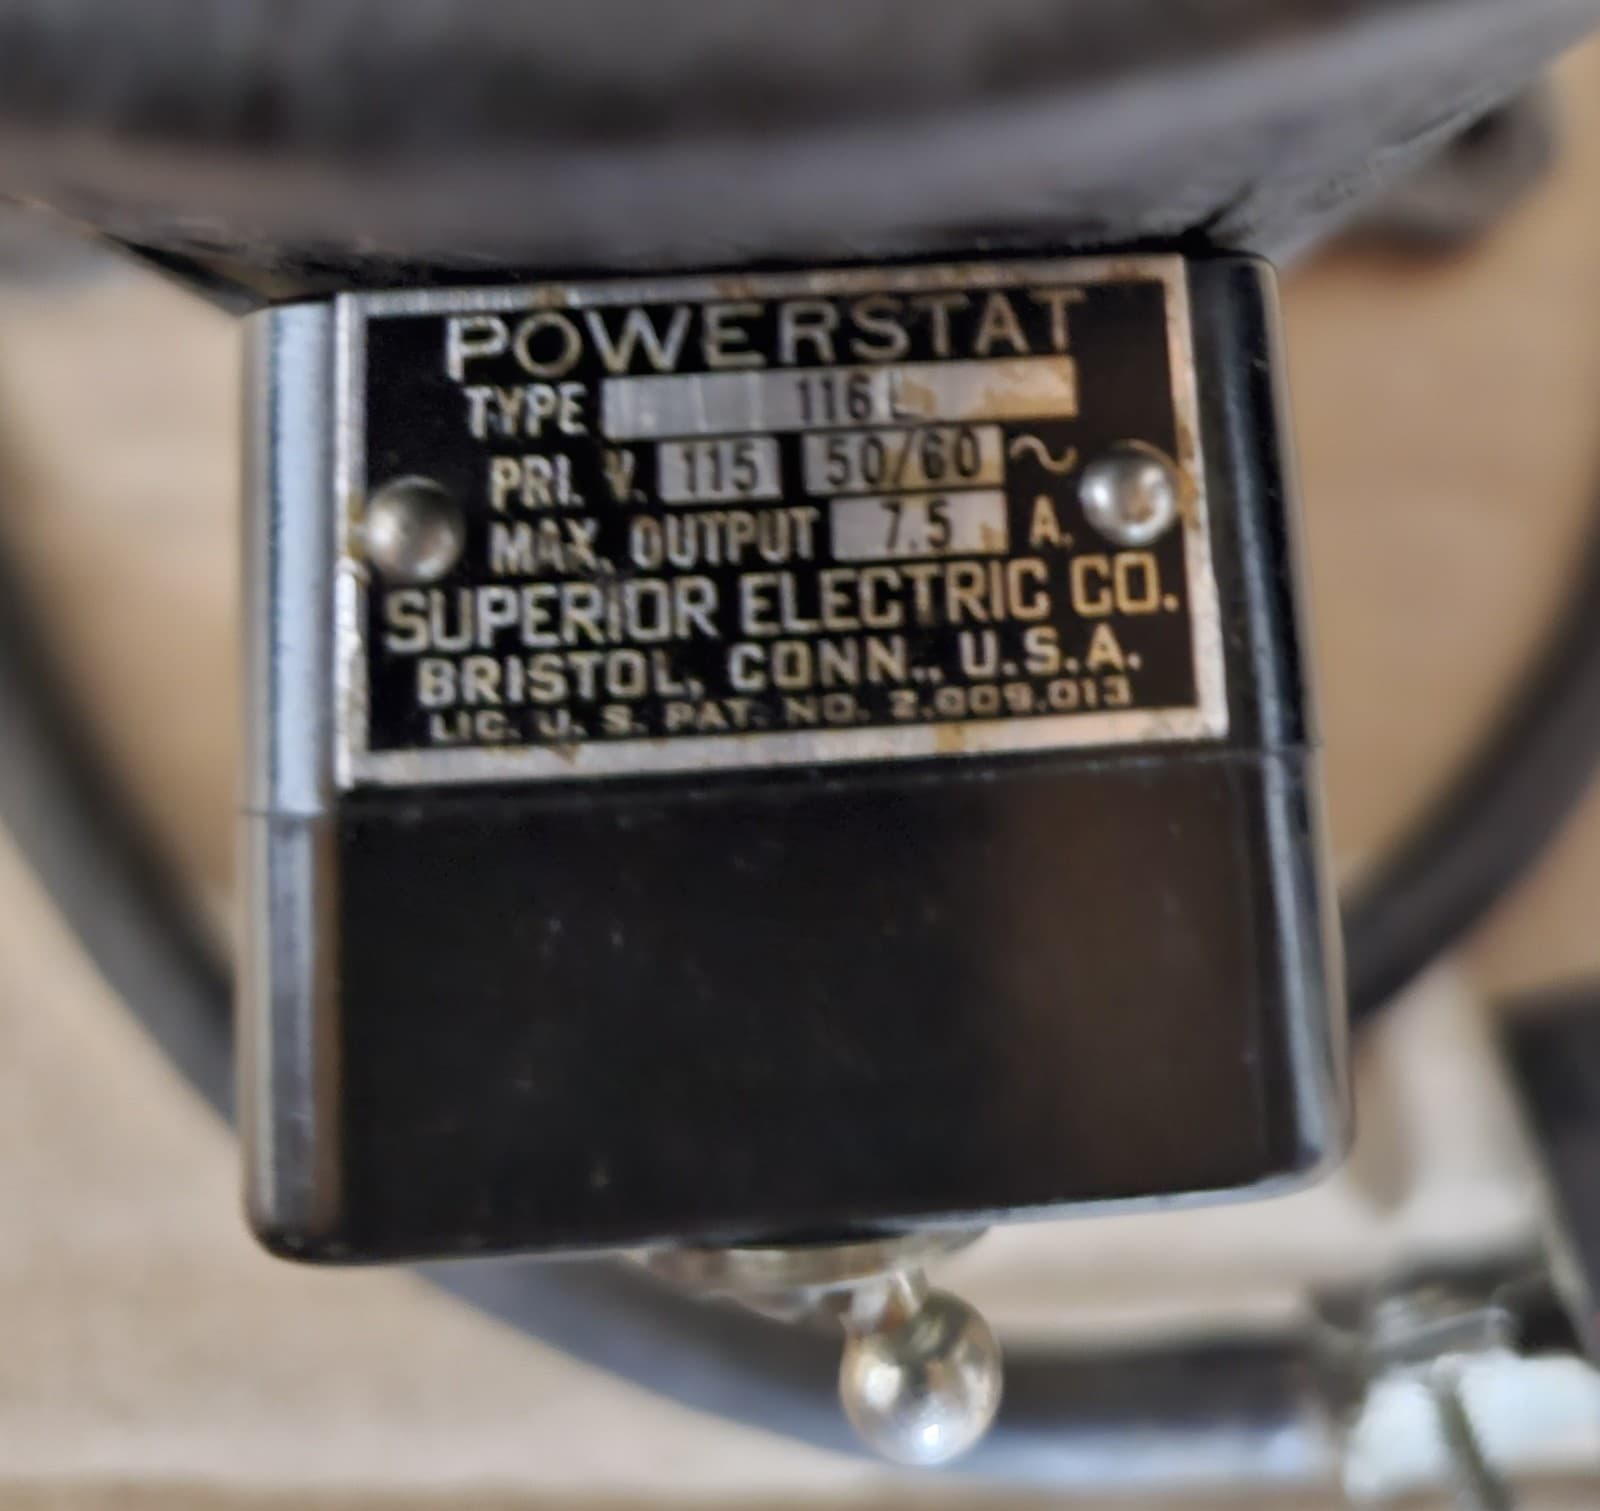 POWERSTAT
TYPE 116
PRI. V. 115 50/60 ~
MAX. OUTPUT 7.5 A.
SUPERIOR ELECTRIC CO.
BRISTOL, CONN., U.S.A.
LIC. U. S. PAT. NO. 2,009,013